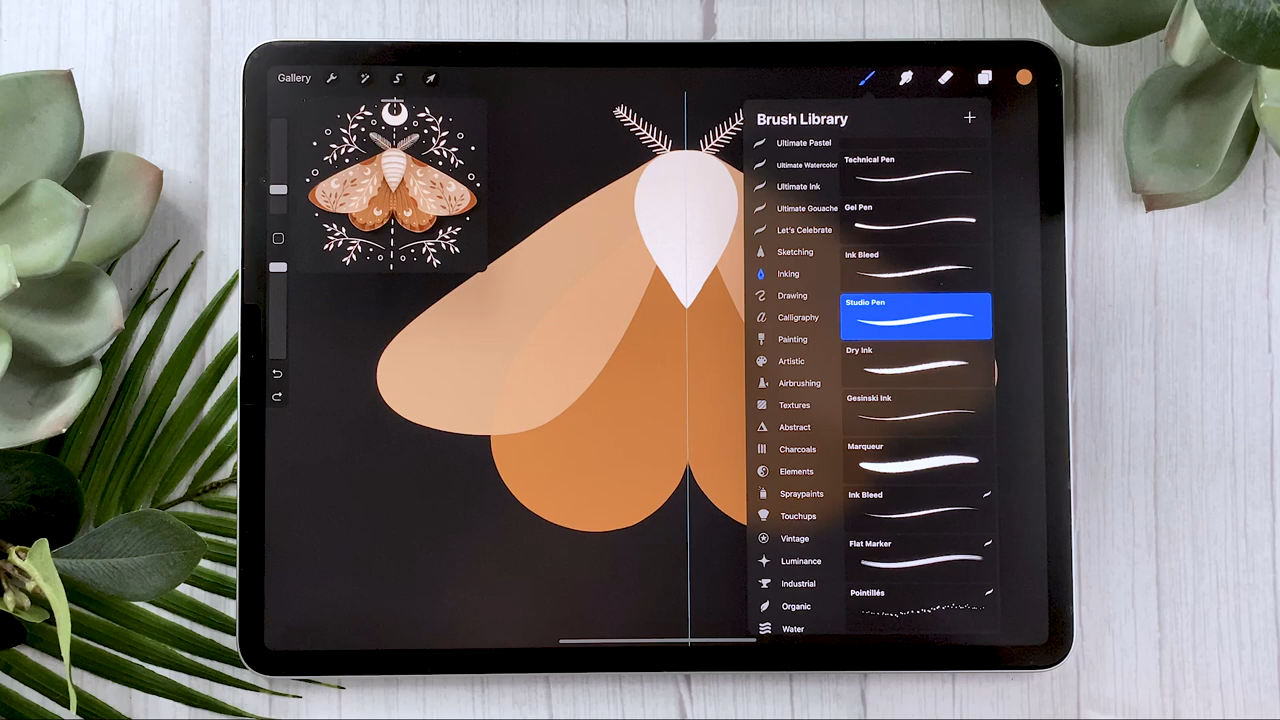 Gallery
Brush Library
Ultimate Pastel
Ultimate Watercolor
Ultimate Ink
Ultimate Gouache
Let's Celebrate
Sketching
Inking
Drawing
Calligraphy
Painting
Artistic
Airbrushing
Textures
Abstract
Charcoals
Elements
Spraypaints
Touchups
Vintage
Luminance
Industrial
Organic
Water
Technical Pen
Gel Pen
Ink Bleed
Studio Pen
Dry Ink
Gesinski Ink
Marqueur
Ink Bleed
Flat Marker
Pointillés